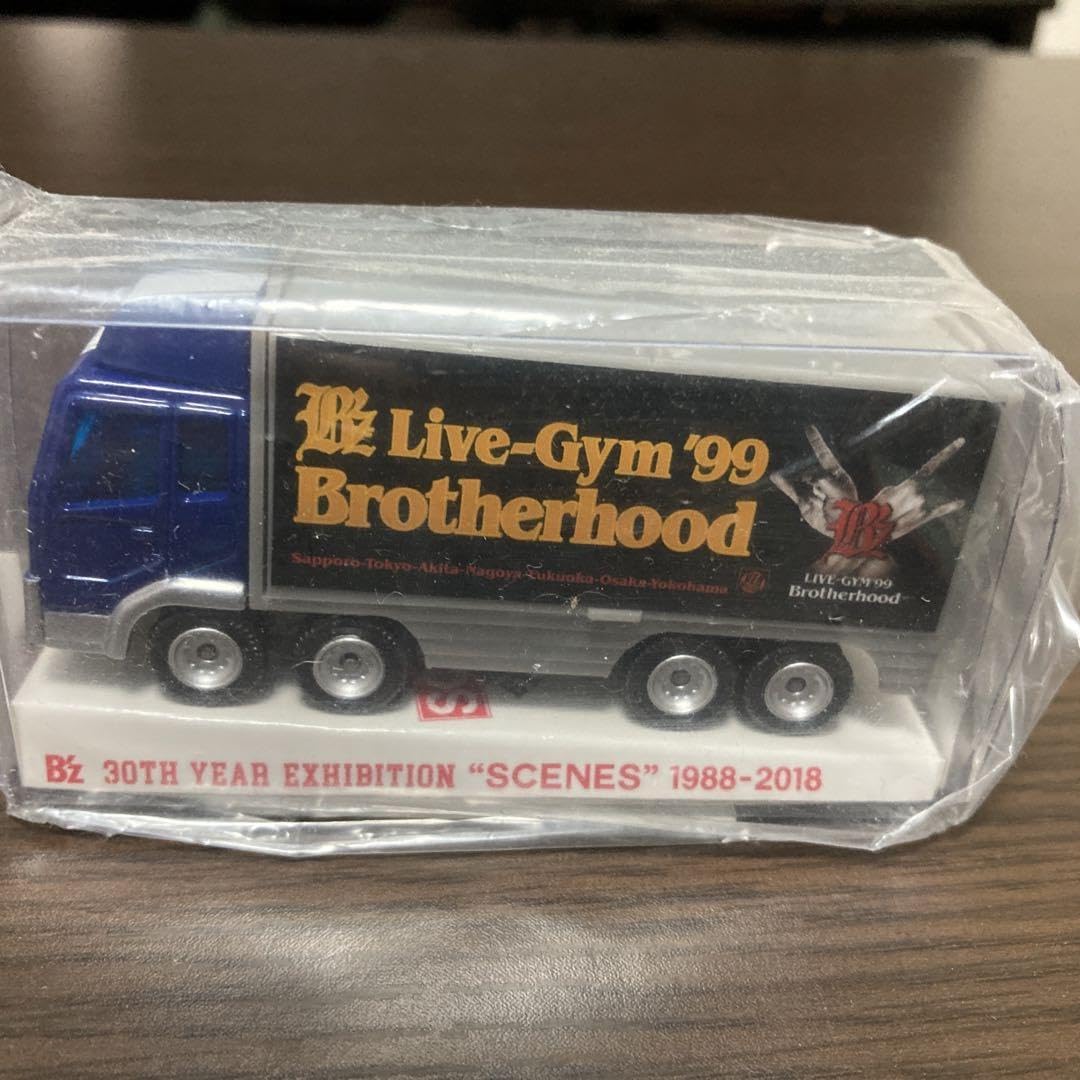 B'z Live-Gym '99
Brotherhood
Sapporo-Tokyo-Akita-Nagoya-Fukuoka-Osaka-Yokohama
B'z
LIVE-GYM'99
Brotherhood
S
B'z 30TH YEAR EXHIBITION "SCENES" 1988-2018